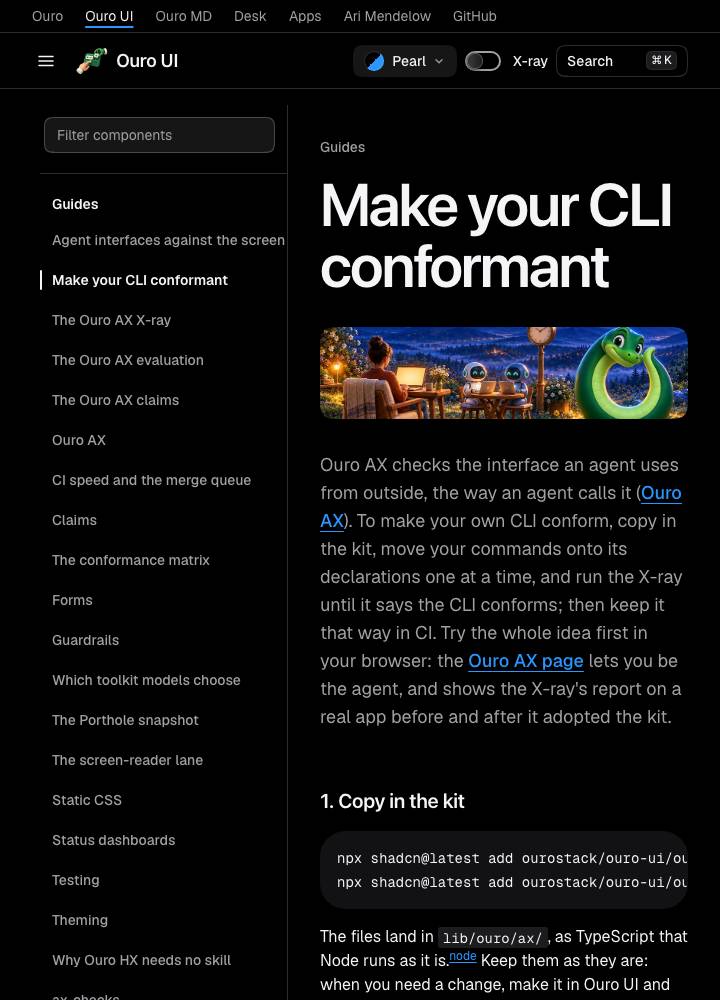 Ouro Ouro UI Ouro MD Desk Apps Ari Mendelow GitHub
Ouro UI Pearl X-ray Search ⌘ K
Filter components
Guides
Agent interfaces against the screen
Make your CLI conformant
The Ouro AX X-ray
The Ouro AX evaluation
The Ouro AX claims
Ouro AX
CI speed and the merge queue
Claims
The conformance matrix
Forms
Guardrails
Which toolkit models choose
The Porthole snapshot
The screen-reader lane
Static CSS
Status dashboards
Testing
Theming
Why Ouro HX needs no skill
ax-checks
Guides
Make your CLI
conformant
Ouro AX checks the interface an agent uses
from outside, the way an agent calls it (Ouro
AX). To make your own CLI conform, copy in
the kit, move your commands onto its
declarations one at a time, and run the X-ray
until it says the CLI conforms; then keep it
that way in CI. Try the whole idea first in
your browser: the Ouro AX page lets you be
the agent, and shows the X-ray's report on a
real app before and after it adopted the kit.
1. Copy in the kit
npx shadcn@latest add ourostack/ouro-ui/ou
npx shadcn@latest add ourostack/ouro-ui/ou
The files land in lib/ouro/ax/, as TypeScript that
Node runs as it is.node Keep them as they are:
when you need a change, make it in Ouro UI and